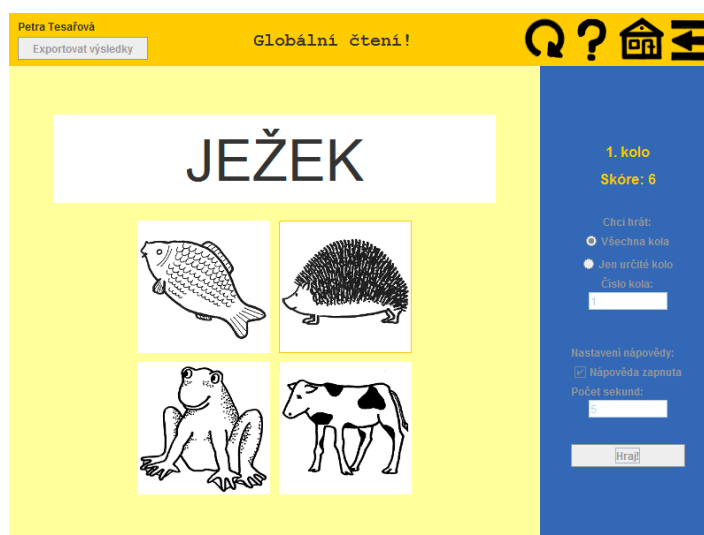 Petra Tesařová
Exportovat výsledky
Globální čtení!
JEŽEK
1. kolo
Skóre: 6
Chci hrát:
Všechna kola
Jen určité kolo
Číslo kola:
1
Nastavení nápovědy:
Nápověda zapnuta
Počet sekund:
5
Hraj!